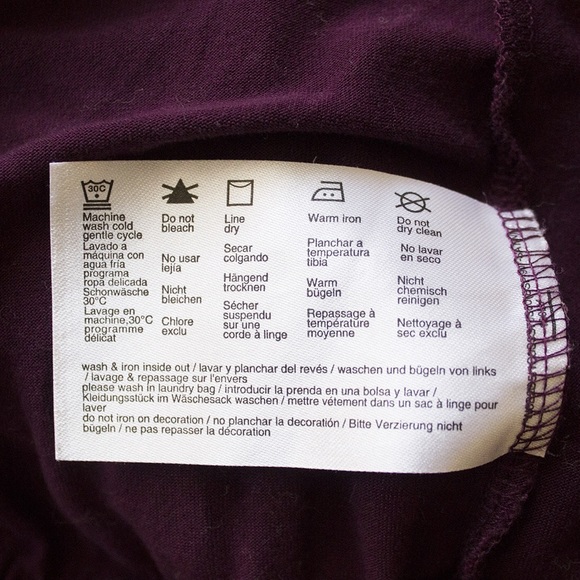 30C
Machine
wash cold
gentle cycle
Lavado a
máquina con
agua fría
programa
ropa delicada
Schonwäsche
30°C
Lavage en
machine,30°C
programme
délicat
Do not
bleach
No usar
lejía
Nicht
bleichen
Chlore
exclu
Line
dry
Secar
colgando
Hängend
trocknen
Sécher
suspendu
sur une
corde à linge
Warm iron
Planchar a
temperatura
tibia
Warm
bügeln
Repassage à
température
moyenne
Do not
dry clean
No lavar
en seco
Nicht
chemisch
reinigen
Nettoyage à
sec exclu
wash & iron inside out / lavar y planchar del revés / waschen und bügeln von links
/ lavage & repassage sur l'envers
please wash in laundry bag / introducir la prenda en una bolsa y lavar /
Kleidungsstück im Wäschesack waschen / mettre vétement dans un sac à linge pour
laver
do not iron on decoration / no planchar la decoratión / Bitte Verzierung nicht
bügeln / ne pas repasser la décoration